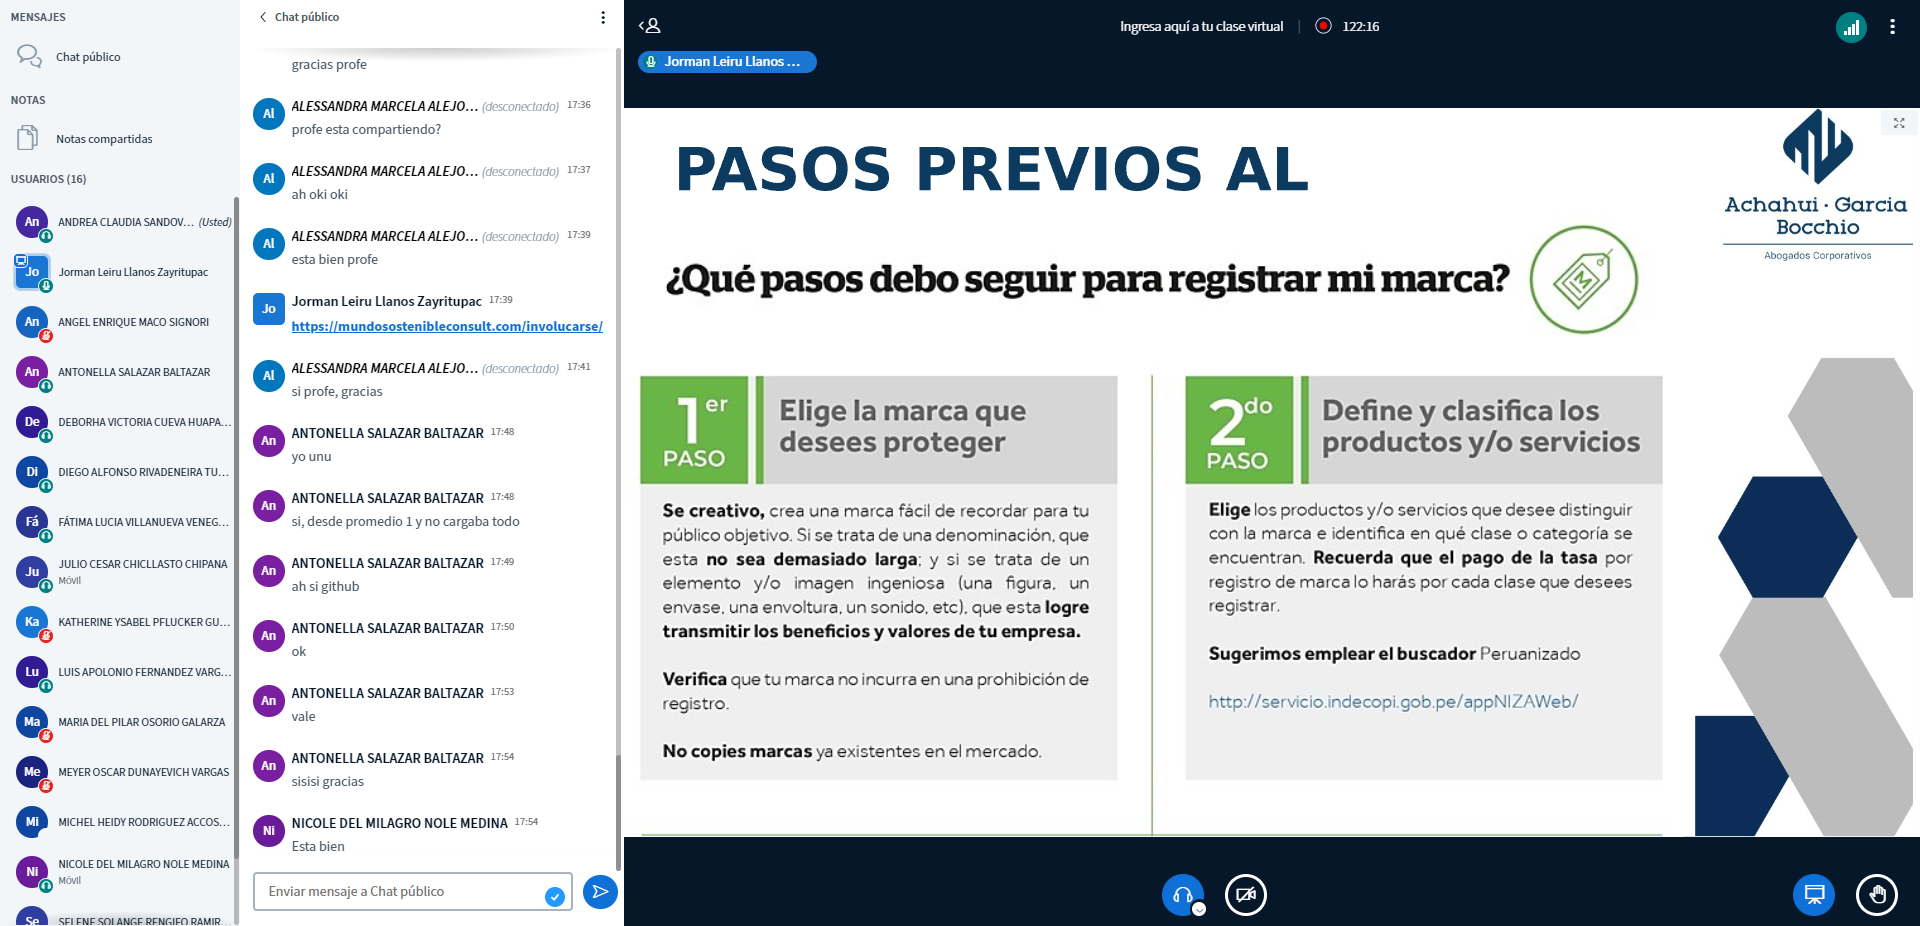 MENSAJES
Chat público
NOTAS
Notas compartidas
USUARIOS (16)
An
ANDREA CLAUDIA SANDOV... (Usted)
Jo
Jorman Leiru Llanos Zayritupac
An
ANGEL ENRIQUE MACO SIGNORI
An
ANTONELLA SALAZAR BALTAZAR
De
DEBORHA VICTORIA CUEVA HUAPA...
Di
DIEGO ALFONSO RIVADENEIRA TU...
Fá
FÁTIMA LUCIA VILLANUEVA VENEG...
Ju
JULIO CESAR CHICLLASTO CHIPANA
Móvil
Ka
KATHERINE YSABEL PFLUCKER GU...
Lu
LUIS APOLONIO FERNANDEZ VARG...
Ma
MARIA DEL PILAR OSORIO GALARZA
Me
MEYER OSCAR DUNAYEVICH VARGAS
Mi
MICHEL HEIDY RODRIGUEZ ACCOS...
Ni
NICOLE DEL MILAGRO NOLE MEDINA
Móvil
Se
SELENE SOLANGE RENGIFO RAMIR...
Chat público
gracias profe
Al
ALESSANDRA MARCELA ALEJO... (desconectado) 17:36
profe esta compartiendo?
Al
ALESSANDRA MARCELA ALEJO... (desconectado) 17:37
ah oki oki
Al
ALESSANDRA MARCELA ALEJO... (desconectado) 17:39
esta bien profe
Jo
Jorman Leiru Llanos Zayritupac 17:39
https://mundosostenibleconsult.com/involucarse/
Al
ALESSANDRA MARCELA ALEJO... (desconectado) 17:41
si profe, gracias
An
ANTONELLA SALAZAR BALTAZAR 17:48
yo unu
An
ANTONELLA SALAZAR BALTAZAR 17:48
si, desde promedio 1 y no cargaba todo
An
ANTONELLA SALAZAR BALTAZAR 17:49
ah si github
An
ANTONELLA SALAZAR BALTAZAR 17:50
ok
An
ANTONELLA SALAZAR BALTAZAR 17:53
vale
An
ANTONELLA SALAZAR BALTAZAR 17:54
sisisi gracias
Ni
NICOLE DEL MILAGRO NOLE MEDINA 17:54
Esta bien
Enviar mensaje a Chat público
Ingresa aquí a tu clase virtual | 122:16
Jorman Leiru Llanos ...
PASOS PREVIOS AL
Achahui · Garcia
Bocchio
Abogados Corporativos
¿Qué pasos debo seguir para registrar mi marca?
M
1er
PASO
Elige la marca que
desees proteger
Se creativo, crea una marca fácil de recordar para tu
público objetivo. Si se trata de una denominación, que
esta no sea demasiado larga; y si se trata de un
elemento y/o imagen ingeniosa (una figura, un
envase, una envoltura, un sonido, etc), que esta logre
transmitir los beneficios y valores de tu empresa.
Verifica que tu marca no incurra en una prohibición de
registro.
No copies marcas ya existentes en el mercado.
2do
PASO
Define y clasifica los
productos y/o servicios
Elige los productos y/o servicios que desee distinguir
con la marca e identifica en qué clase o categoría se
encuentran. Recuerda que el pago de la tasa por
registro de marca lo harás por cada clase que desees
registrar.
Sugerimos emplear el buscador Peruanizado
http://servicio.indecopi.gob.pe/appNIZAWeb/